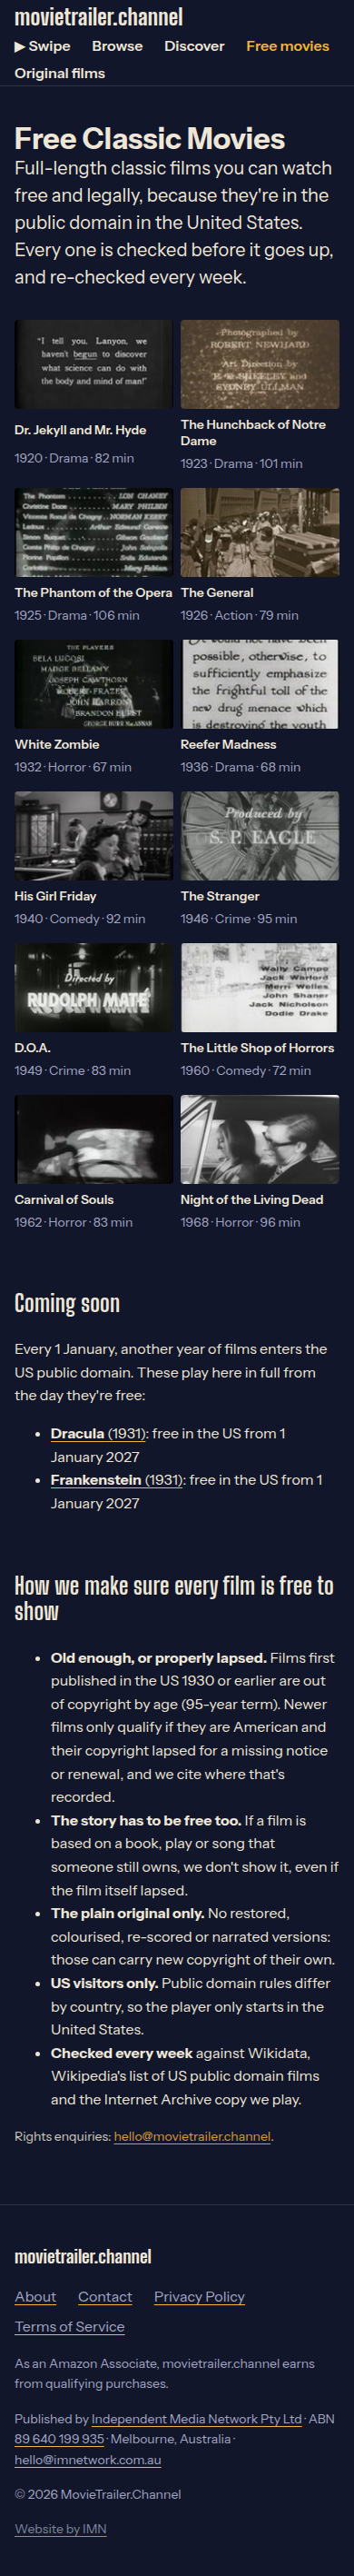 movietrailer.channel
▶ Swipe Browse Discover Free movies
Original films
Free Classic Movies
Full-length classic films you can watch
free and legally, because they're in the
public domain in the United States.
Every one is checked before it goes up,
and re-checked every week.
"I tell you, Lanyon, we
haven't begun to discover
what science can do with
the body and mind of man!"
Dr. Jekyll and Mr. Hyde
1920 · Drama · 82 min
Photographed by
ROBERT NEWHARD
Art Direction by
SYDNEY ULLMAN
The Hunchback of Notre
Dame
1923 · Drama · 101 min
The Phantom LON CHANEY
Christine Daae MARY PHILBIN
Ledoux Arthur Edmund Carewe
Simon Buquet Gibson Gowland
The Phantom of the Opera
1925 · Drama · 106 min
The General
1926 · Action · 79 min
THE PLAYERS
BELA LUGOSI
MADGE BELLAMY
JOSEPH CAWTHORN
ROBERT FRAZER
JOHN HARRON
BRANDON HURST
GEORGE BURR MacANNAN
White Zombie
1932 · Horror · 67 min
it would not have been
possible, otherwise, to
sufficiently emphasize
the frightful toll of the
new drug menace which
is destroying the youth
Reefer Madness
1936 · Drama · 68 min
His Girl Friday
1940 · Comedy · 92 min
Produced by
S. P. EAGLE
The Stranger
1946 · Crime · 95 min
Directed by
RUDOLPH MATÉ
D.O.A.
1949 · Crime · 83 min
Wally Campo
Jack Warford
Merri Welles
John Shaner
Jack Nicholson
Dodie Drake
The Little Shop of Horrors
1960 · Comedy · 72 min
Carnival of Souls
1962 · Horror · 83 min
Night of the Living Dead
1968 · Horror · 96 min
Coming soon
Every 1 January, another year of films enters the
US public domain. These play here in full from
the day they're free:
• Dracula (1931): free in the US from 1
January 2027
• Frankenstein (1931): free in the US from 1
January 2027
How we make sure every film is free to
show
• Old enough, or properly lapsed. Films first
published in the US 1930 or earlier are out
of copyright by age (95-year term). Newer
films only qualify if they are American and
their copyright lapsed for a missing notice
or renewal, and we cite where that's
recorded.
• The story has to be free too. If a film is
based on a book, play or song that
someone still owns, we don't show it, even if
the film itself lapsed.
• The plain original only. No restored,
colourised, re-scored or narrated versions:
those can carry new copyright of their own.
• US visitors only. Public domain rules differ
by country, so the player only starts in the
United States.
• Checked every week against Wikidata,
Wikipedia's list of US public domain films
and the Internet Archive copy we play.
Rights enquiries: hello@movietrailer.channel.
movietrailer.channel
About Contact Privacy Policy
Terms of Service
As an Amazon Associate, movietrailer.channel earns
from qualifying purchases.
Published by Independent Media Network Pty Ltd · ABN
89 640 199 935 · Melbourne, Australia ·
hello@imnetwork.com.au
© 2026 MovieTrailer.Channel
Website by IMN